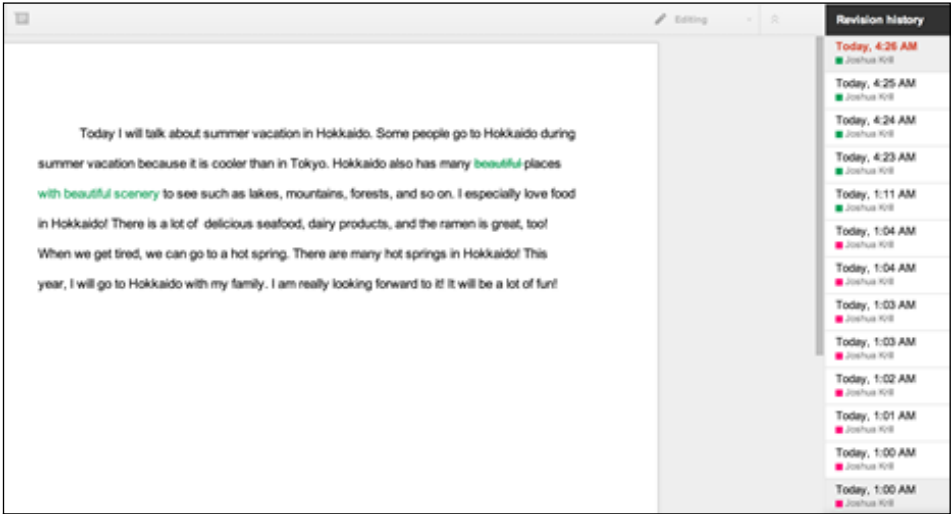 Editing
Revision history
Today I will talk about summer vacation in Hokkaido. Some people go to Hokkaido during
summer vacation because it is cooler than in Tokyo. Hokkaido also has many beautiful places
with beautiful scenery to see such as lakes, mountains, forests, and so on. I especially love food
in Hokkaido! There is a lot of delicious seafood, dairy products, and the ramen is great, too!
When we get tired, we can go to a hot spring. There are many hot springs in Hokkaido! This
year, I will go to Hokkaido with my family. I am really looking forward to it! It will be a lot of fun!
Today, 4:26 AM
Joshua Krill
Today, 4:25 AM
Joshua Krill
Today, 4:24 AM
Joshua Krill
Today, 4:23 AM
Joshua Krill
Today, 1:11 AM
Joshua Krill
Today, 1:04 AM
Joshua Krill
Today, 1:04 AM
Joshua Krill
Today, 1:03 AM
Joshua Krill
Today, 1:03 AM
Joshua Krill
Today, 1:02 AM
Joshua Krill
Today, 1:01 AM
Joshua Krill
Today, 1:00 AM
Joshua Krill
Today, 1:00 AM
Joshua Krill